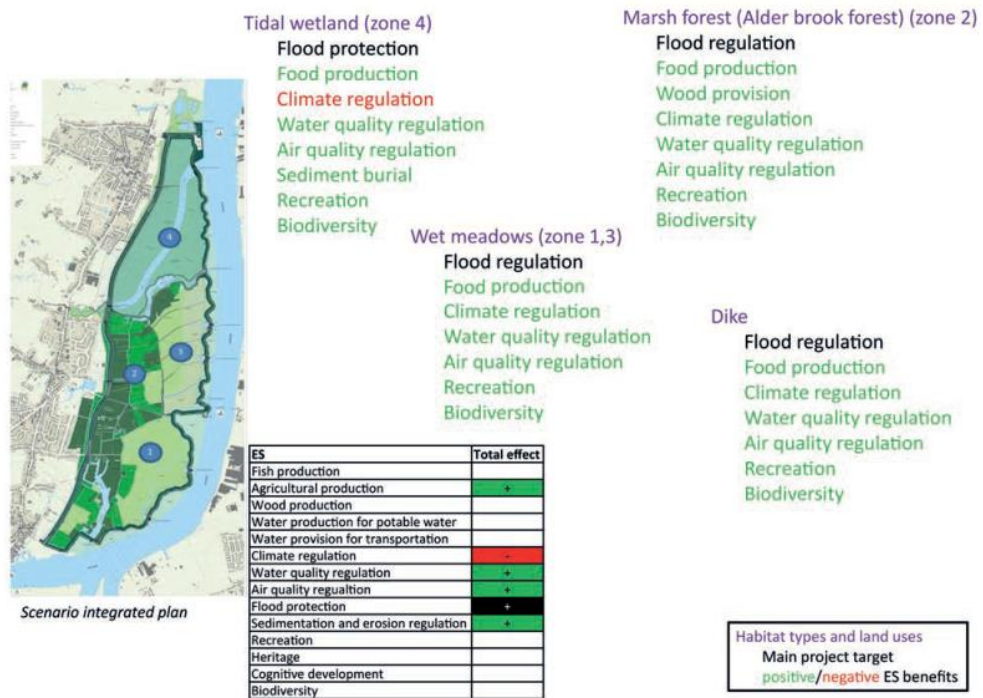 Tidal wetland (zone 4)
Flood protection
Food production
Climate regulation
Water quality regulation
Air quality regulation
Sediment burial
Recreation
Biodiversity
Marsh forest (Alder brook forest) (zone 2)
Flood regulation
Food production
Wood provision
Climate regulation
Water quality regulation
Air quality regulation
Recreation
Biodiversity
Wet meadows (zone 1,3)
Flood regulation
Food production
Climate regulation
Water quality regulation
Air quality regulation
Recreation
Biodiversity
Dike
Flood regulation
Food production
Climate regulation
Water quality regulation
Air quality regulation
Recreation
Biodiversity
4
3
2
1
Scenario integrated plan
ES Total effect
Fish production
Agricultural production +
Wood production
Water production for potable water
Water provision for transportation
Climate regulation -
Water quality regulation +
Air quality regualtion +
Flood protection +
Sedimentation and erosion regulation +
Recreation
Heritage
Cognitive development
Biodiversity
Habitat types and land uses
Main project target
positive/negative ES benefits